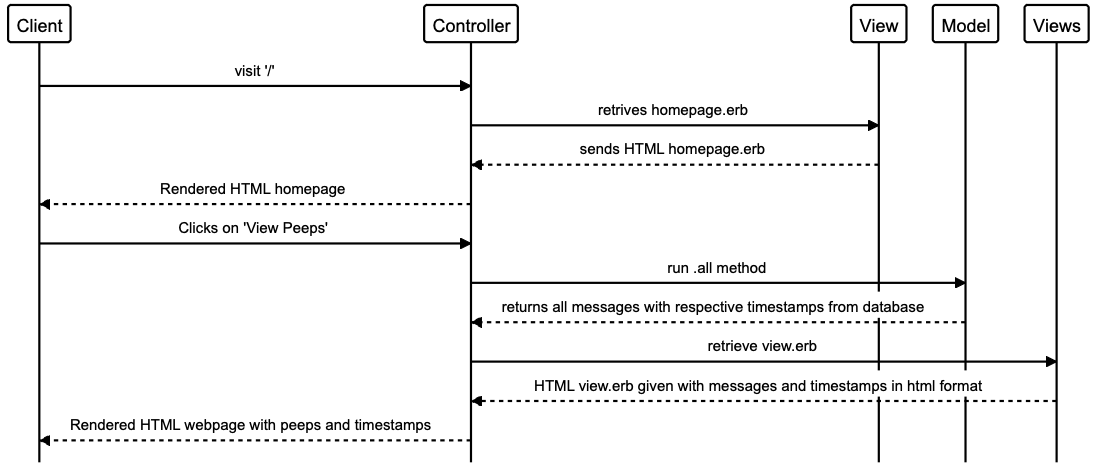 Client
Controller
View
Model
Views
visit '/'
retrives homepage.erb
sends HTML homepage.erb
Rendered HTML homepage
Clicks on 'View Peeps'
run .all method
returns all messages with respective timestamps from database
retrieve view.erb
HTML view.erb given with messages and timestamps in html format
Rendered HTML webpage with peeps and timestamps